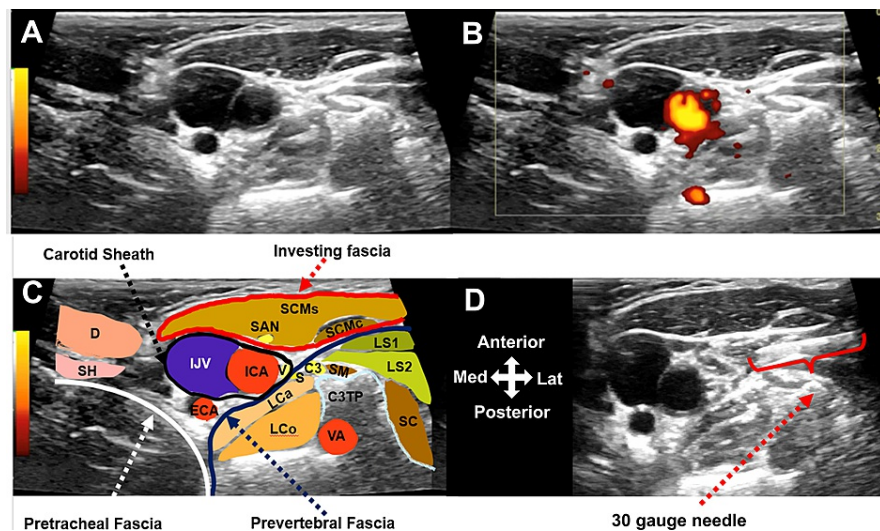 A
B
Carotid Sheath
Investing fascia
C
SCMs
SAN
SCMc
D
LS1
IJV
ICA
V
C3
SM
LS2
SH
S
ECA
LCa
C3TP
LCo
VA
SC
Pretracheal Fascia
Prevertebral Fascia
D
Anterior
Med
Lat
Posterior
30 gauge needle